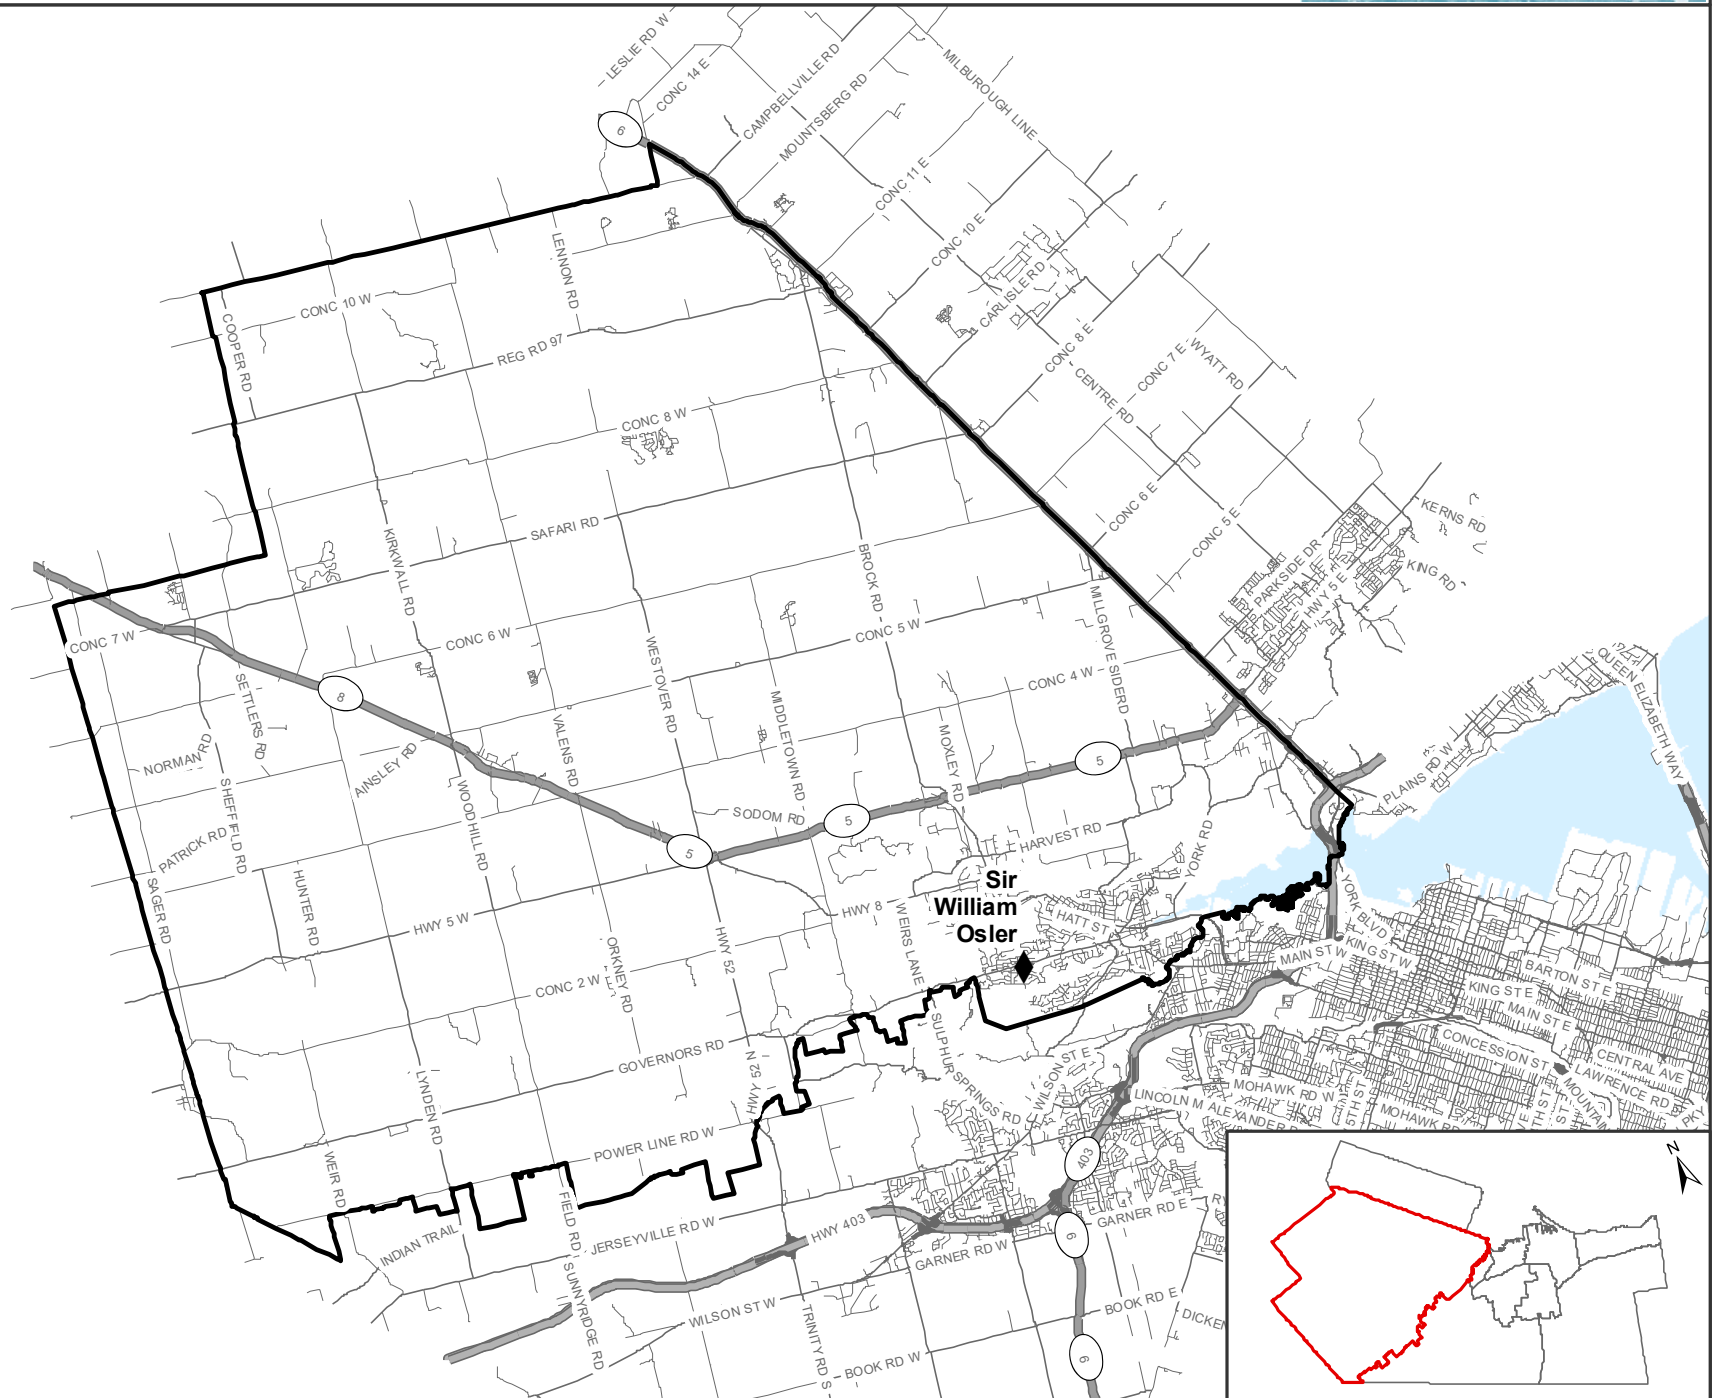 LESLIE RD W
CONC 14 E
CAMPBELLVILLE RD
MOUNTSBERG RD
MILBOROUGH LINE
6
CONC 11 E
CONC 10 E
CARLISLE RD
LENNON RD
CONC 10 W
COOPER RD
REG RD 97
CONC 8 E
CENTRE RD
CONC 7 E
WYATT RD
CONC 8 W
SAFARI RD
KIRKWALL RD
BROCK RD
CONC 6 E
CONC 5 E
KERNS RD
KING RD
PARKSIDE DR
HWY 5 E
MILLGROVE SIDERD
CONC 7 W
CONC 6 W
CONC 5 W
CONC 4 W
WESTOVER RD
MIDDLETOWN RD
MOXLEY RD
8
SETTLERS RD
NORMAN RD
SHEFFIELD RD
AINSLEY RD
VALENS RD
WOODHILL RD
QUEEN ELIZABETH WAY
PLAINS RD W
5
5
5
SODOM RD
HARVEST RD
YORK RD
PATRICK RD
SAGER RD
HUNTER RD
HWY 5 W
HWY 8
WEIRS LANE
Sir
William
Osler
HATT ST
YORK BLVD
KING ST W
MAIN ST W
BARTON ST E
KING ST E
MAIN ST E
HWY 52
ORKNEY RD
CONC 2 W
GOVERNORS RD
HWY 52 N
SULPHUR SPRINGS RD
WILSON ST E
CONCESSION ST
CENTRAL AVE
LAWRENCE RD
MOHAWK RD W
LINCOLN M ALEXANDER
5TH ST
MOHAWK RD
LYNDEN RD
POWER LINE RD W
WEIR RD
403
INDIAN TRAIL
FIELD RD
JERSEYVILLE RD W
HWY 403
GARNER RD W
GARNER RD E
6
SUNNYRIDGE RD
WILSON ST W
TRINITY RD S
BOOK RD E
BOOK RD W
6
N